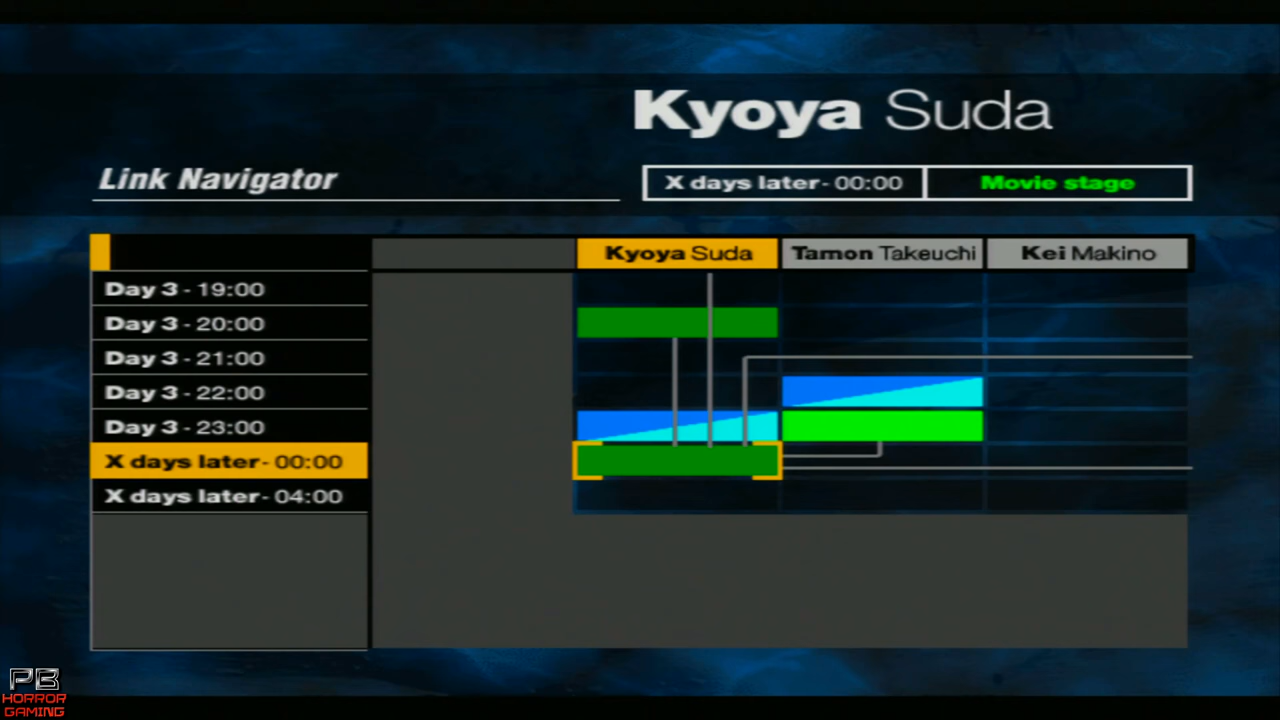 Kyoya Suda
Link Navigator
X days later - 00:00 Movie stage
Kyoya Suda Tamon Takeuchi Kei Makino
Day 3 - 19:00
Day 3 - 20:00
Day 3 - 21:00
Day 3 - 22:00
Day 3 - 23:00
X days later - 00:00
X days later - 04:00
PB
HORROR
GAMING